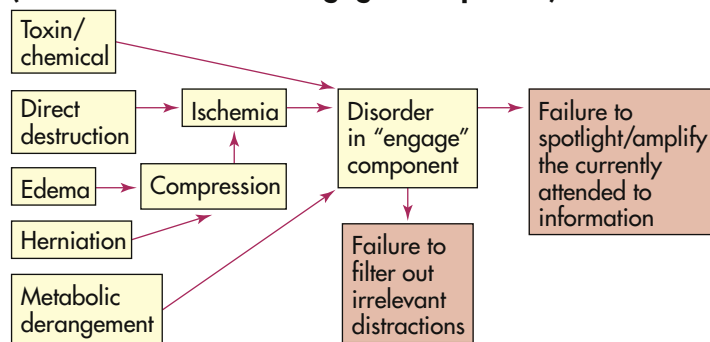 Toxin/
chemical
Direct
destruction
Ischemia
Disorder
in “engage”
component
Failure to
spotlight/amplify
the currently
attended to
information
Edema
Compression
Herniation
Failure to
filter out
irrelevant
distractions
Metabolic
derangement